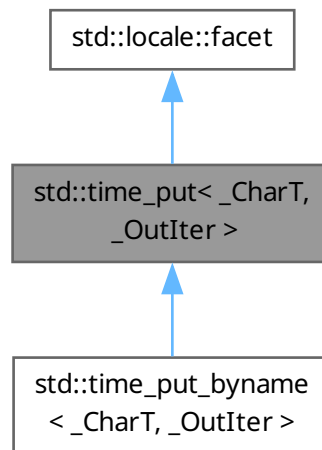 std::locale::facet
std::time_put< _CharT,
_OutIter >
std::time_put_byname
< _CharT, _OutIter >